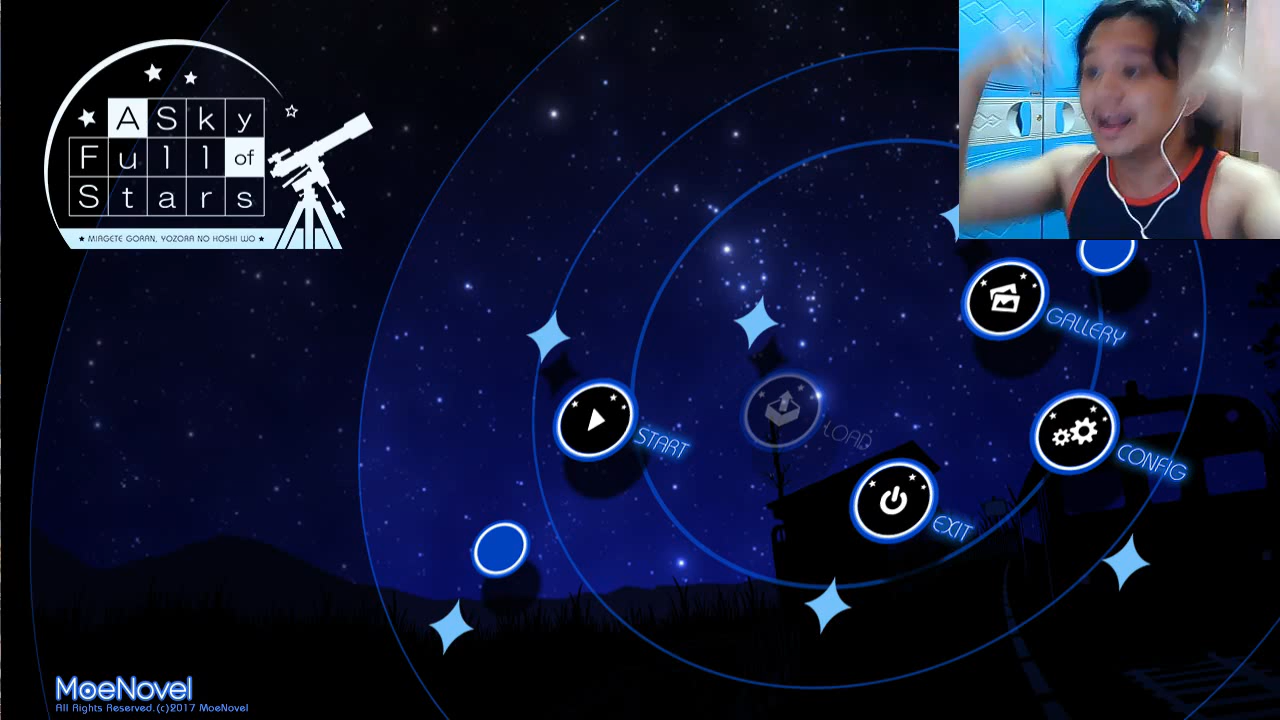 A Sky
Full of
Stars
★ MIAGETE GORAN, YOZORA NO HOSHI WO ★
GALLERY
START
LOAD
CONFIG
EXIT
MoeNovel
All Rights Reserved.(c)2017 MoeNovel